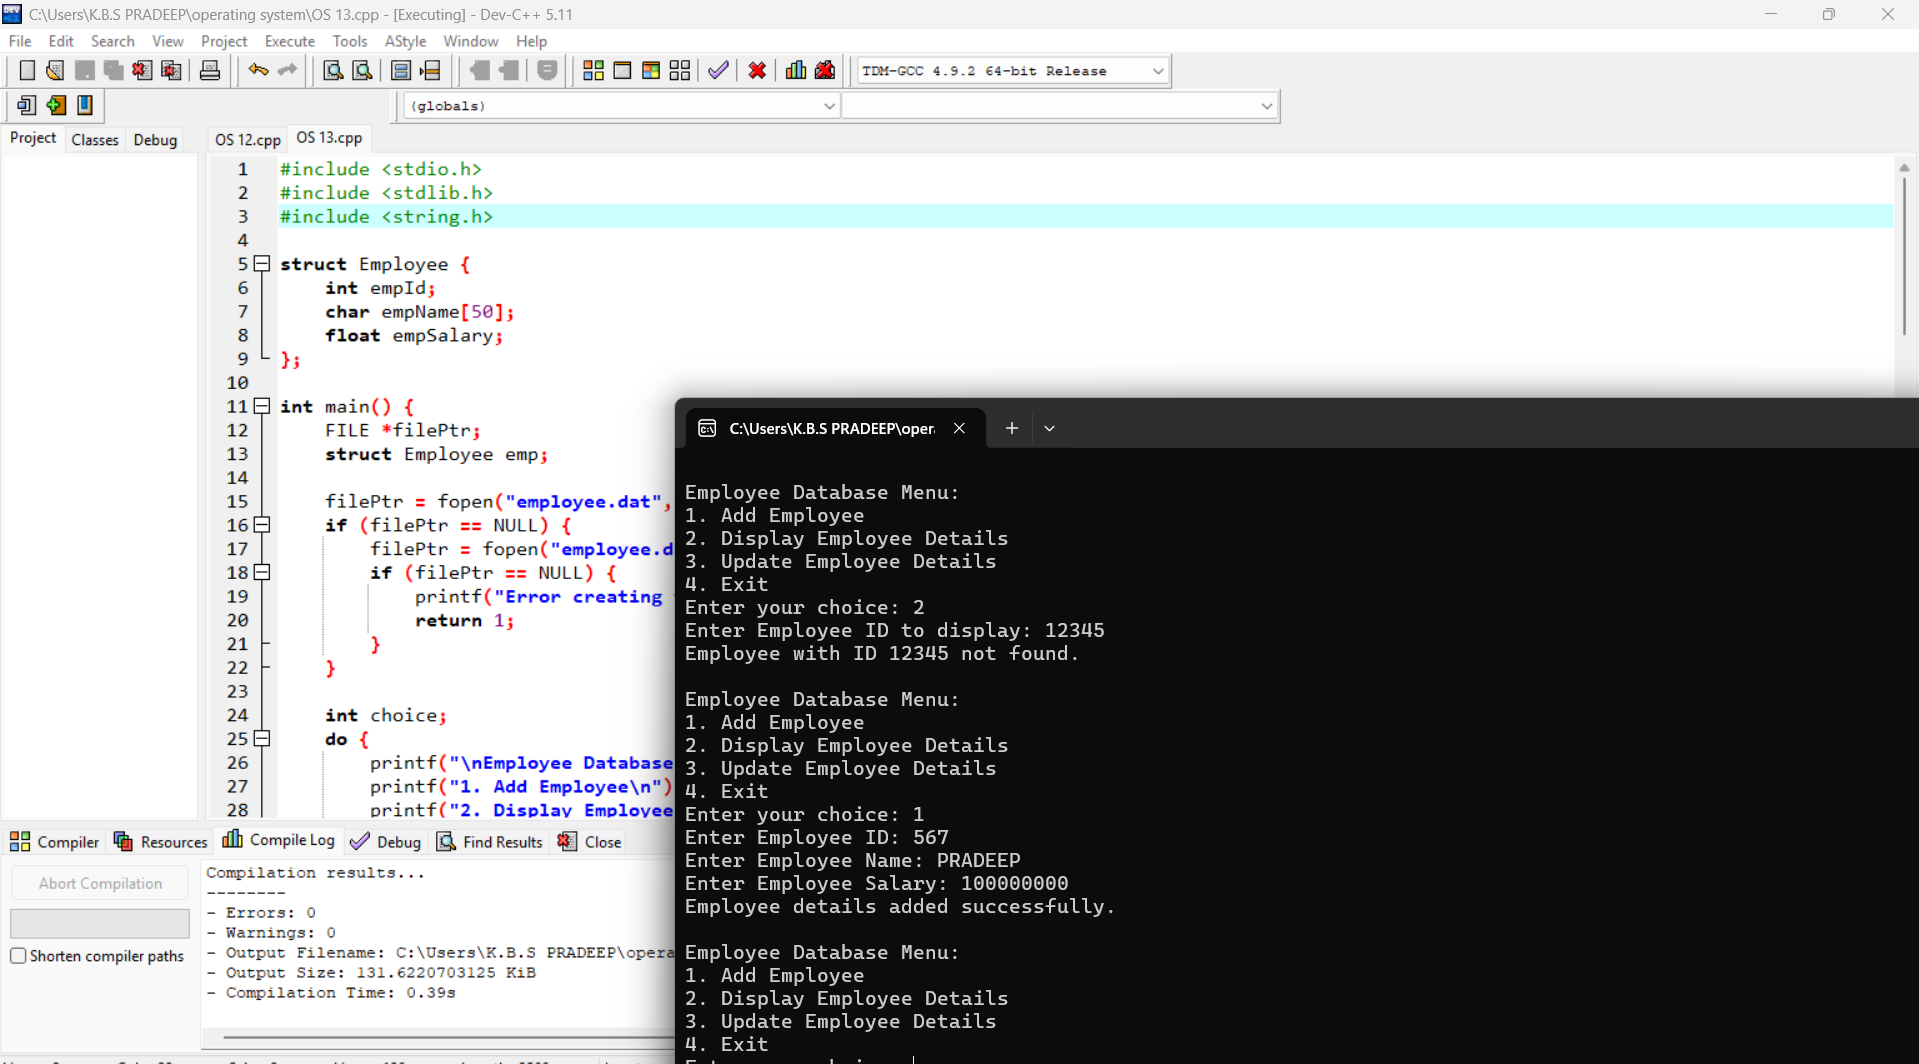 C:\Users\K.B.S PRADEEP\operating system\OS 13.cpp - [Executing] - Dev-C++ 5.11
File Edit Search View Project Execute Tools AStyle Window Help
TDM-GCC 4.9.2 64-bit Release
(globals)
Project Classes Debug
OS 12.cpp OS 13.cpp
1 #include <stdio.h>
2 #include <stdlib.h>
3 #include <string.h>
4
5 struct Employee {
6 int empId;
7 char empName[50];
8 float empSalary;
9 };
10
11 int main() {
12 FILE *filePtr;
13 struct Employee emp;
14
15 filePtr = fopen("employee.dat",
16 if (filePtr == NULL) {
17 filePtr = fopen("employee.d
18 if (filePtr == NULL) {
19 printf("Error creating
20 return 1;
21 }
22 }
23
24 int choice;
25 do {
26 printf("\nEmployee Database
27 printf("1. Add Employee\n")
28 printf("2. Display Employee
C:\Users\K.B.S PRADEEP\oper
Employee Database Menu:
1. Add Employee
2. Display Employee Details
3. Update Employee Details
4. Exit
Enter your choice: 2
Enter Employee ID to display: 12345
Employee with ID 12345 not found.
Employee Database Menu:
1. Add Employee
2. Display Employee Details
3. Update Employee Details
4. Exit
Enter your choice: 1
Enter Employee ID: 567
Enter Employee Name: PRADEEP
Enter Employee Salary: 100000000
Employee details added successfully.
Employee Database Menu:
1. Add Employee
2. Display Employee Details
3. Update Employee Details
4. Exit
Compiler Resources Compile Log Debug Find Results Close
Abort Compilation
Shorten compiler paths
Compilation results...
--------
- Errors: 0
- Warnings: 0
- Output Filename: C:\Users\K.B.S PRADEEP\opera
- Output Size: 131.6220703125 KiB
- Compilation Time: 0.39s